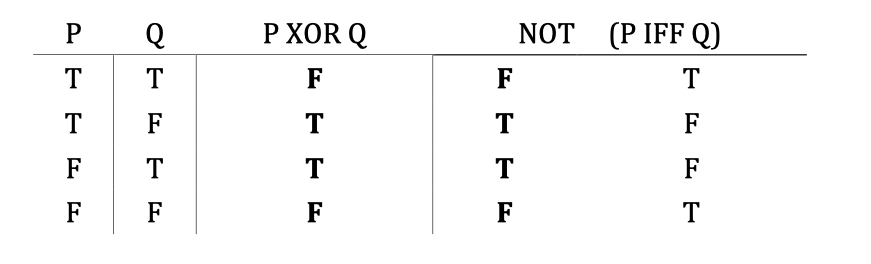 P Q P XOR Q NOT (P IFF Q)
T T F F T
T F T T F
F T T T F
F F F F T